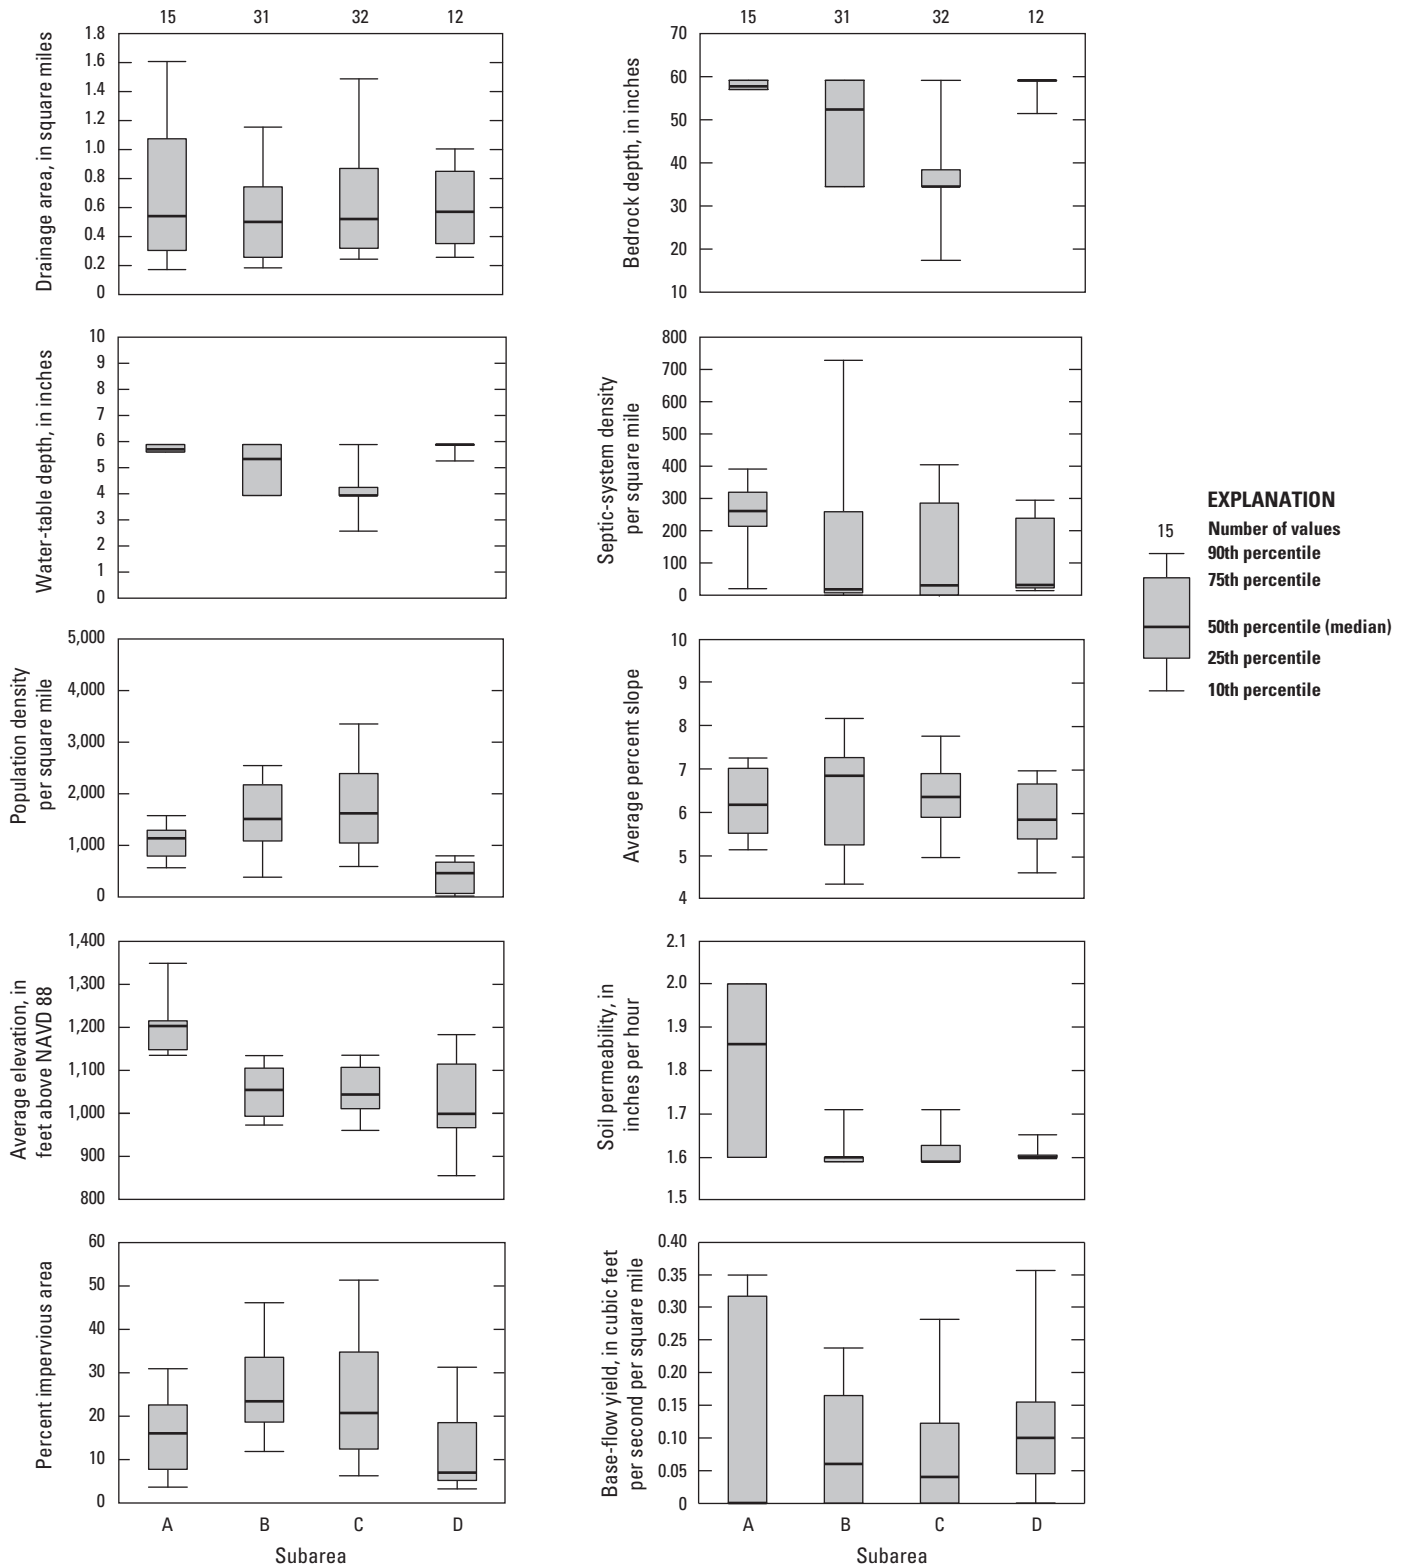 15 31 32 12
Drainage area, in square miles
1.8
1.6
1.4
1.2
1.0
0.8
0.6
0.4
0.2
0
15 31 32 12
Bedrock depth, in inches
70
60
50
40
30
20
10
Water-table depth, in inches
10
9
8
7
6
5
4
3
2
1
0
Septic-system density
per square mile
800
700
600
500
400
300
200
100
0
Population density
per square mile
5,000
4,000
3,000
2,000
1,000
0
Average percent slope
10
9
8
7
6
5
4
Average elevation, in
feet above NAVD 88
1,400
1,300
1,200
1,100
1,000
900
800
Soil permeability, in
inches per hour
2.1
2.0
1.9
1.8
1.7
1.6
1.5
Percent impervious area
60
50
40
30
20
10
0
A B C D
Subarea
Base-flow yield, in cubic feet
per second per square mile
0.40
0.35
0.30
0.25
0.20
0.15
0.10
0.05
0
A B C D
Subarea
EXPLANATION
15 Number of values
90th percentile
75th percentile
50th percentile (median)
25th percentile
10th percentile